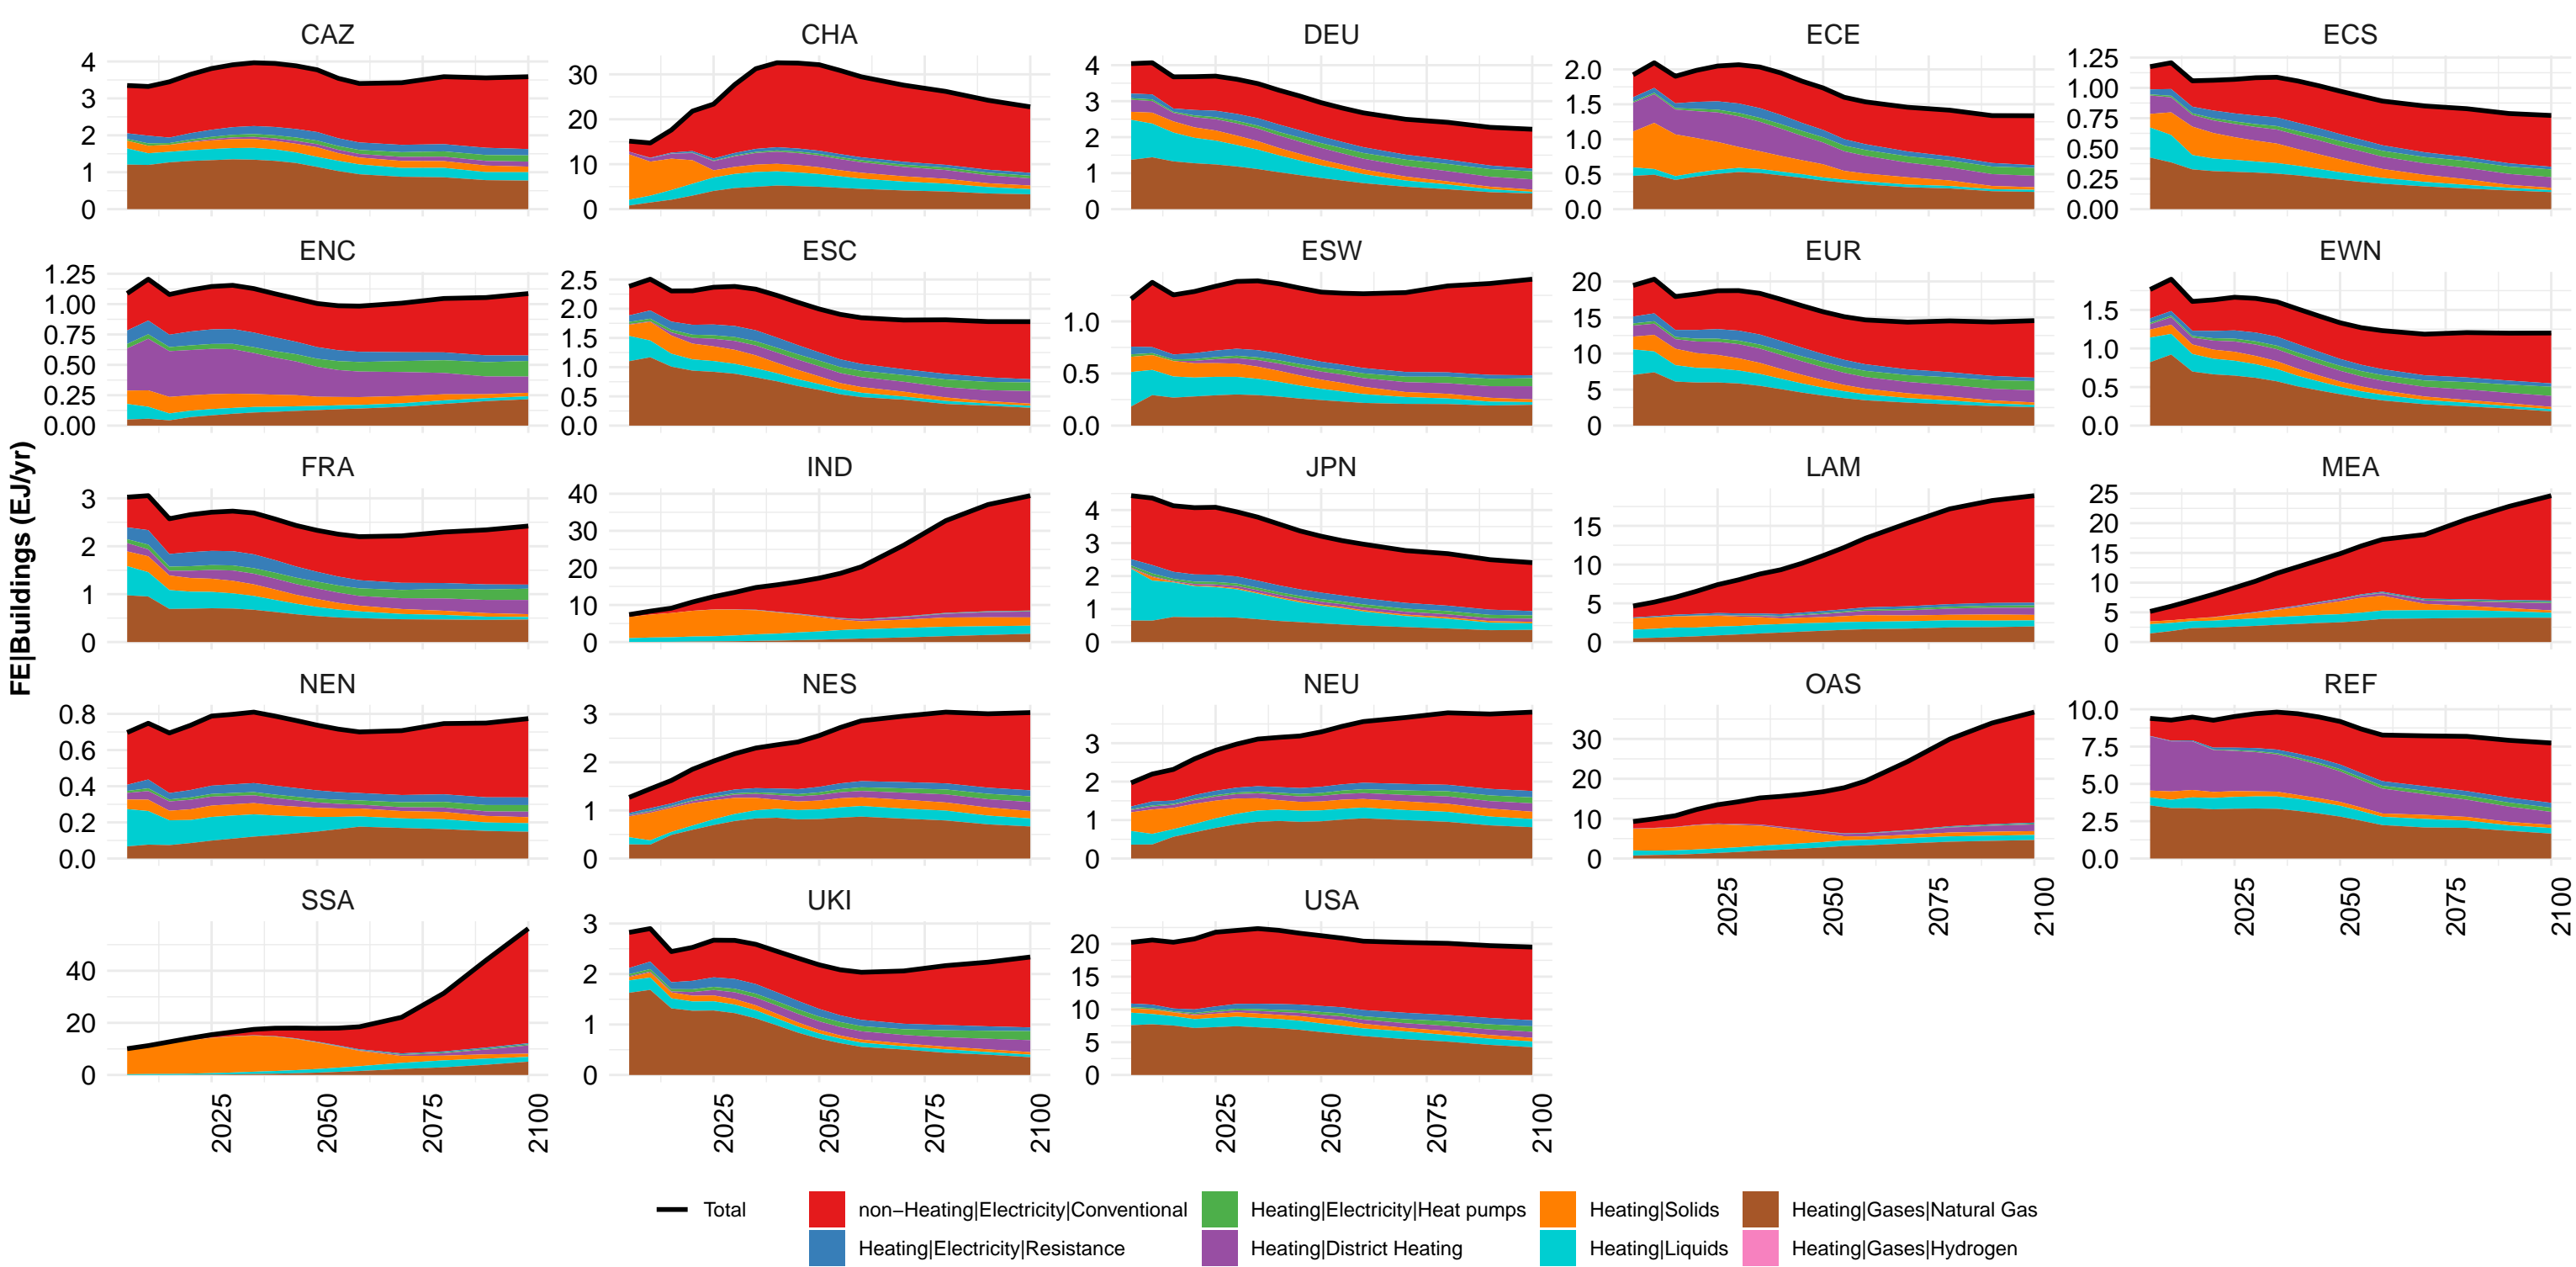 CAZ CHA DEU ECE ECS
4 3 2 1 0
30 20 10 0
4 3 2 1 0
2.0 1.5 1.0 0.5 0.0
1.25 1.00 0.75 0.50 0.25 0.00
ENC ESC ESW EUR EWN
1.25 1.00 0.75 0.50 0.25 0.00
2.5 2.0 1.5 1.0 0.5 0.0
1.0 0.5 0.0
20 15 10 5 0
1.5 1.0 0.5 0.0
FE|Buildings (EJ/yr)
FRA IND JPN LAM MEA
3 2 1 0
40 30 20 10 0
4 3 2 1 0
15 10 5 0
25 20 15 10 5 0
NEN NES NEU OAS REF
0.8 0.6 0.4 0.2 0.0
3 2 1 0
3 2 1 0
30 20 10 0
10.0 7.5 5.0 2.5 0.0
2025 2050 2075 2100
2025 2050 2075 2100
SSA UKI USA
40 20 0
3 2 1 0
20 15 10 5 0
2025 2050 2075 2100
2025 2050 2075 2100
2025 2050 2075 2100
Total non−Heating|Electricity|Conventional Heating|Electricity|Heat pumps Heating|Solids Heating|Gases|Natural Gas
Heating|Electricity|Resistance Heating|District Heating Heating|Liquids Heating|Gases|Hydrogen